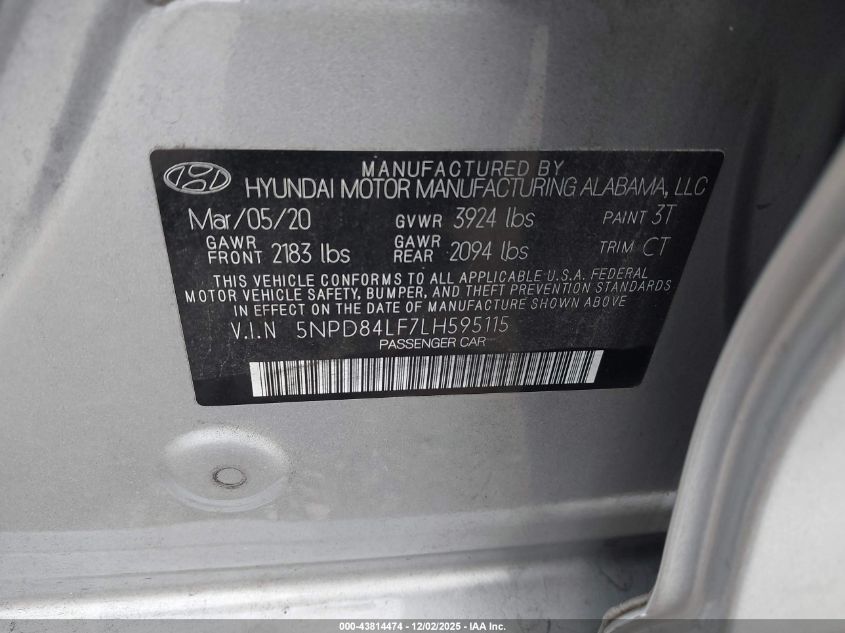 MANUFACTURED BY
HYUNDAI MOTOR MANUFACTURING ALABAMA, LLC
Mar/05/20 GVWR 3924 lbs PAINT 3T
GAWR FRONT 2183 lbs GAWR REAR 2094 lbs TRIM CT
THIS VEHICLE CONFORMS TO ALL APPLICABLE U.S.A. FEDERAL
MOTOR VEHICLE SAFETY, BUMPER, AND THEFT PREVENTION STANDARDS
IN EFFECT ON THE DATE OF MANUFACTURE SHOWN ABOVE
V.I.N 5NPD84LF7LH595115
PASSENGER CAR
000-43814474 - 12/02/2025 - IAA Inc.